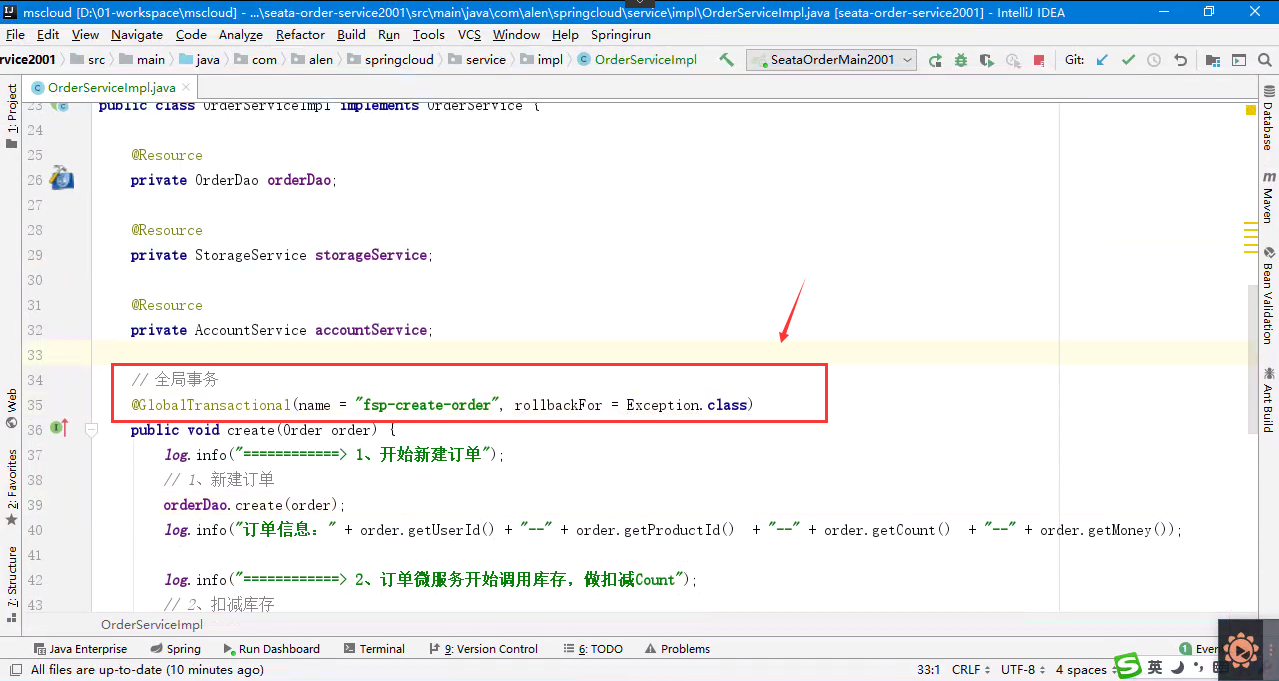 mscloud [D:\01-workspace\mscloud] - ...\seata-order-service2001\src\main\java\com\alen\springcloud\service\impl\OrderServiceImpl.java [seata-order-service2001] - IntelliJ IDEA
File Edit View Navigate Code Analyze Refactor Build Run Tools VCS Window Help Springirun
rvice2001 src main java com alen springcloud service impl OrderServiceImpl SeataOrderMain2001 Git:
OrderServiceImpl.java
1: Project
Web
2: Favorites
7: Structure
23 public class OrderServiceImpl implements OrderService {
24
25 @Resource
26 private OrderDao orderDao;
27
28 @Resource
29 private StorageService storageService;
30
31 @Resource
32 private AccountService accountService;
33
34 // 全局事务
35 @GlobalTransactional(name = "fsp-create-order", rollbackFor = Exception.class)
36 public void create(Order order) {
37 log.info("============> 1、开始新建订单");
38 // 1、新建订单
39 orderDao.create(order);
40 log.info("订单信息：" + order.getUserId() + "--" + order.getProductId()  + "--" + order.getCount()  + "--" + order.getMoney());
41
42 log.info("============> 2、订单微服务开始调用库存，做扣减Count");
43 // 2、扣减库存
Database
Maven
Bean Validation
Ant Build
OrderServiceImpl
Java Enterprise Spring Run Dashboard Terminal 9: Version Control 6: TODO Problems 1 Even
All files are up-to-date (10 minutes ago) 33:1 CRLF UTF-8 4 spaces 英